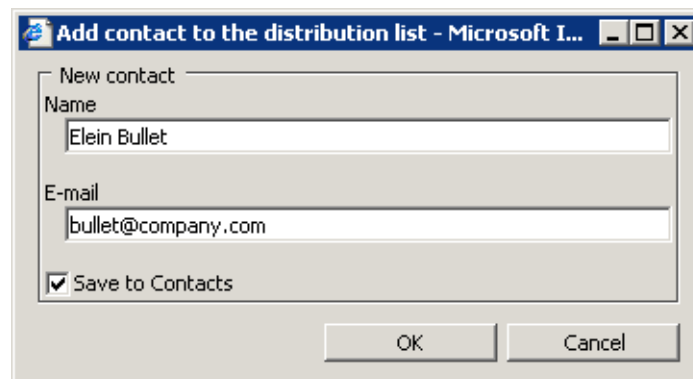 Add contact to the distribution list - Microsoft I...
New contact
Name
Elein Bullet
E-mail
bullet@company.com
Save to Contacts
OK
Cancel